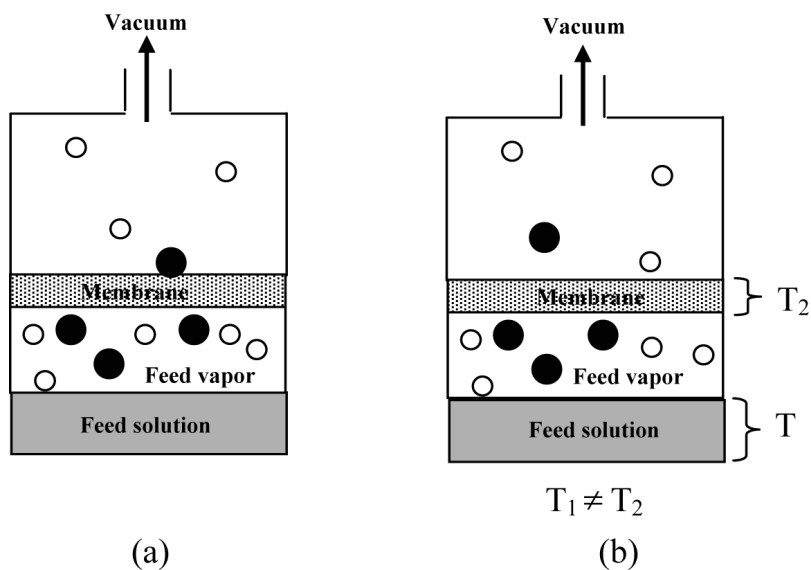 Vacuum
Membrane
Feed vapor
Feed solution
(a)
Vacuum
Membrane
T₂
Feed vapor
Feed solution
T
T₁ ≠ T₂
(b)